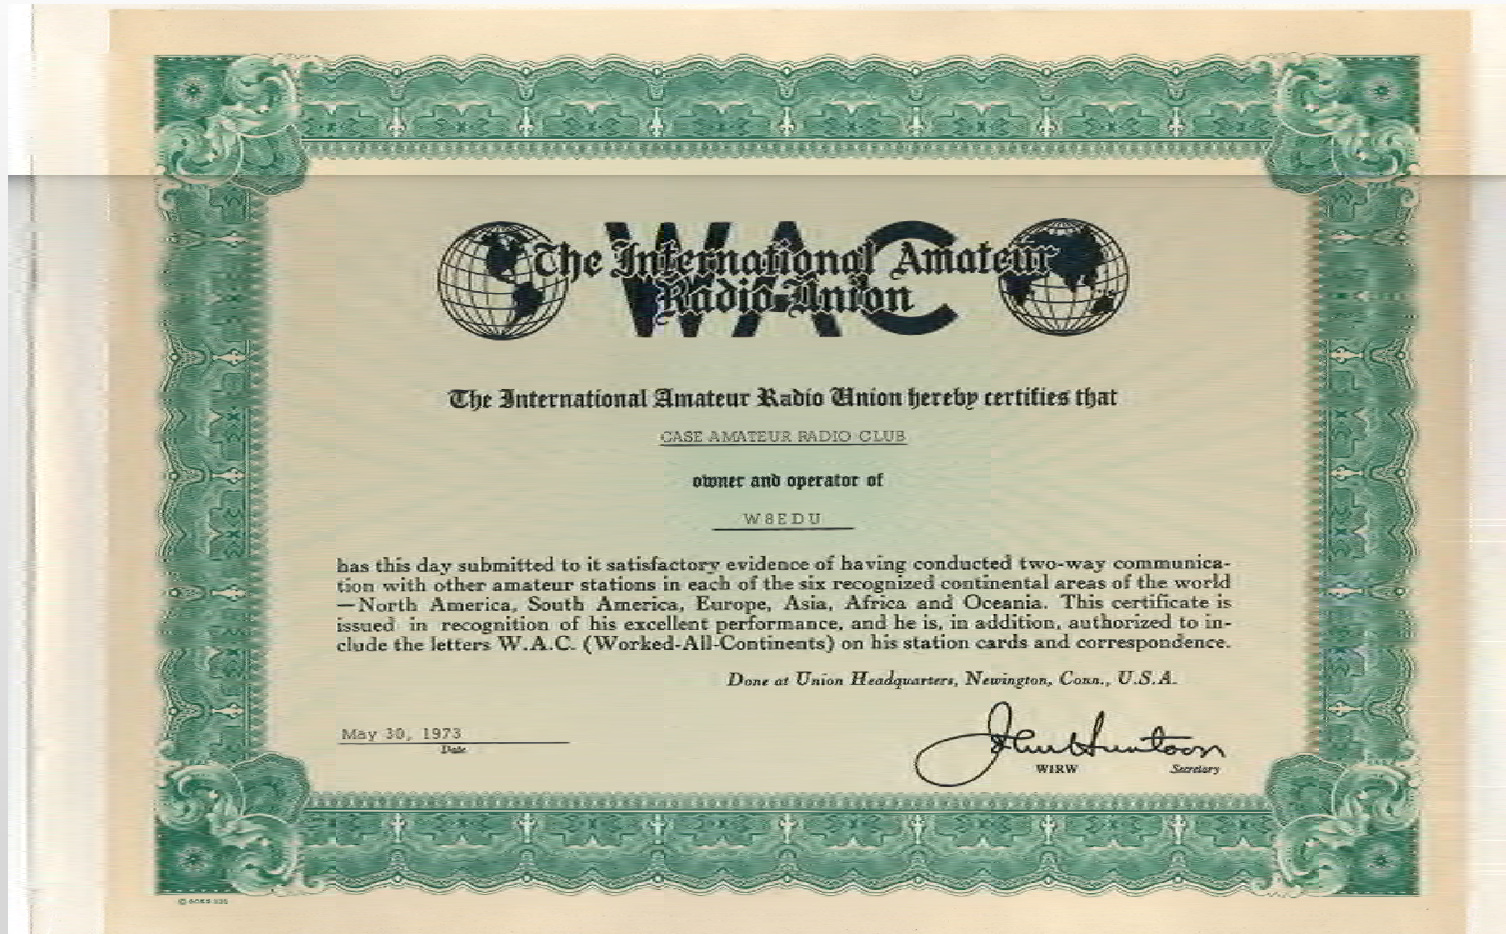 WAC
The International Amateur
Radio Union
The International Amateur Radio Union hereby certifies that
CASE AMATEUR RADIO CLUB
owner and operator of
W8EDU
has this day submitted to it satisfactory evidence of having conducted two-way communica-
tion with other amateur stations in each of the six recognized continental areas of the world
—North America, South America, Europe, Asia, Africa and Oceania. This certificate is
issued in recognition of his excellent performance, and he is, in addition, authorized to in-
clude the letters W.A.C. (Worked-All-Continents) on his station cards and correspondence.
Done at Union Headquarters, Newington, Conn., U.S.A.
May 30, 1973
Date
John Huntoon
W1RW Secretary